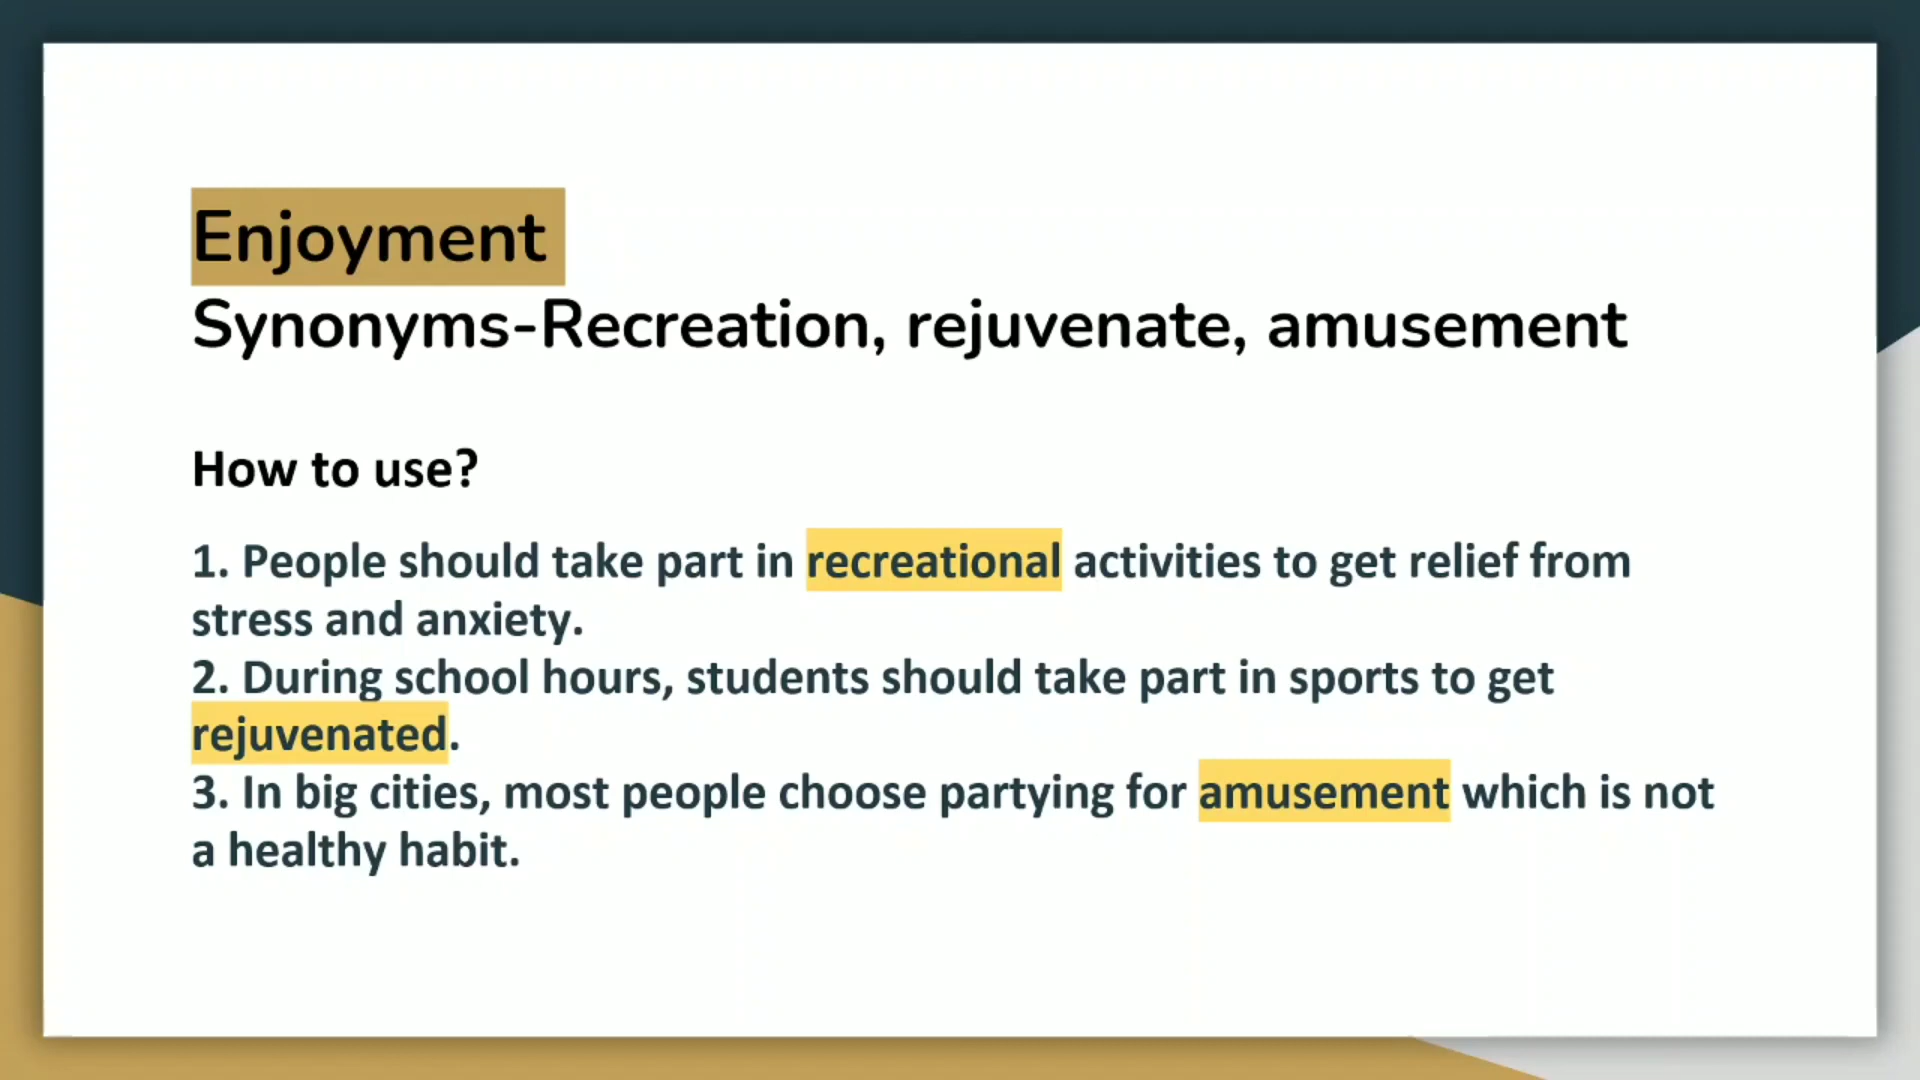 Enjoyment
Synonyms-Recreation, rejuvenate, amusement
How to use?
1. People should take part in recreational activities to get relief from
stress and anxiety.
2. During school hours, students should take part in sports to get
rejuvenated.
3. In big cities, most people choose partying for amusement which is not
a healthy habit.